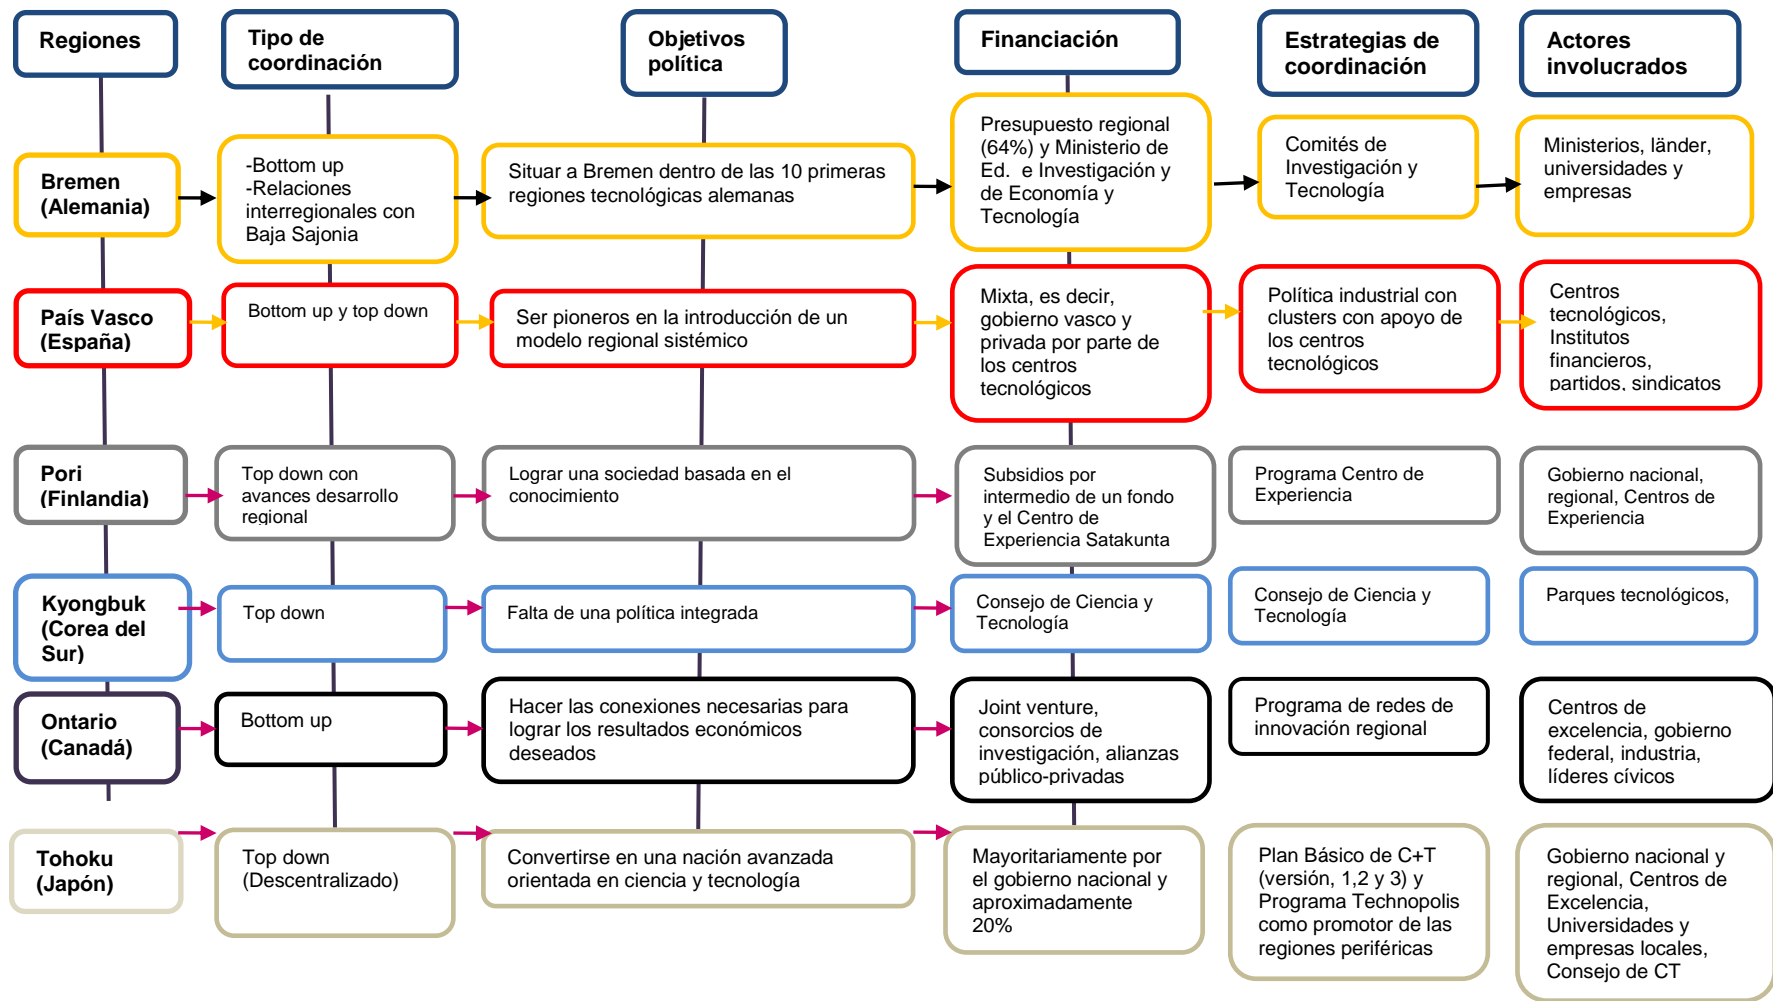 Regiones
Tipo de
coordinación
Objetivos
política
Financiación
Estrategias de
coordinación
Actores
involucrados
Bremen
(Alemania)
-Bottom up
-Relaciones
interregionales con
Baja Sajonia
Situar a Bremen dentro de las 10 primeras
regiones tecnológicas alemanas
Presupuesto regional
(64%) y Ministerio de
Ed. e Investigación y
de Economía y
Tecnología
Comités de
Investigación y
Tecnología
Ministerios, länder,
universidades y
empresas
País Vasco
(España)
Bottom up y top down
Ser pioneros en la introducción de un
modelo regional sistémico
Mixta, es decir,
gobierno vasco y
privada por parte de
los centros
tecnológicos
Política industrial con
clusters con apoyo de
los centros
tecnológicos
Centros
tecnológicos,
Institutos
financieros,
partidos, sindicatos
Pori
(Finlandia)
Top down con
avances desarrollo
regional
Lograr una sociedad basada en el
conocimiento
Subsidios por
intermedio de un fondo
y el Centro de
Experiencia Satakunta
Programa Centro de
Experiencia
Gobierno nacional,
regional, Centros de
Experiencia
Kyongbuk
(Corea del
Sur)
Top down
Falta de una política integrada
Consejo de Ciencia y
Tecnología
Consejo de Ciencia y
Tecnología
Parques tecnológicos,
Ontario
(Canadá)
Bottom up
Hacer las conexiones necesarias para
lograr los resultados económicos
deseados
Joint venture,
consorcios de
investigación, alianzas
público-privadas
Programa de redes de
innovación regional
Centros de
excelencia, gobierno
federal, industria,
líderes cívicos
Tohoku
(Japón)
Top down
(Descentralizado)
Convertirse en una nación avanzada
orientada en ciencia y tecnología
Mayoritariamente por
el gobierno nacional y
aproximadamente
20%
Plan Básico de C+T
(versión, 1,2 y 3) y
Programa Technopolis
como promotor de las
regiones periféricas
Gobierno nacional y
regional, Centros de
Excelencia,
Universidades y
empresas locales,
Consejo de CT